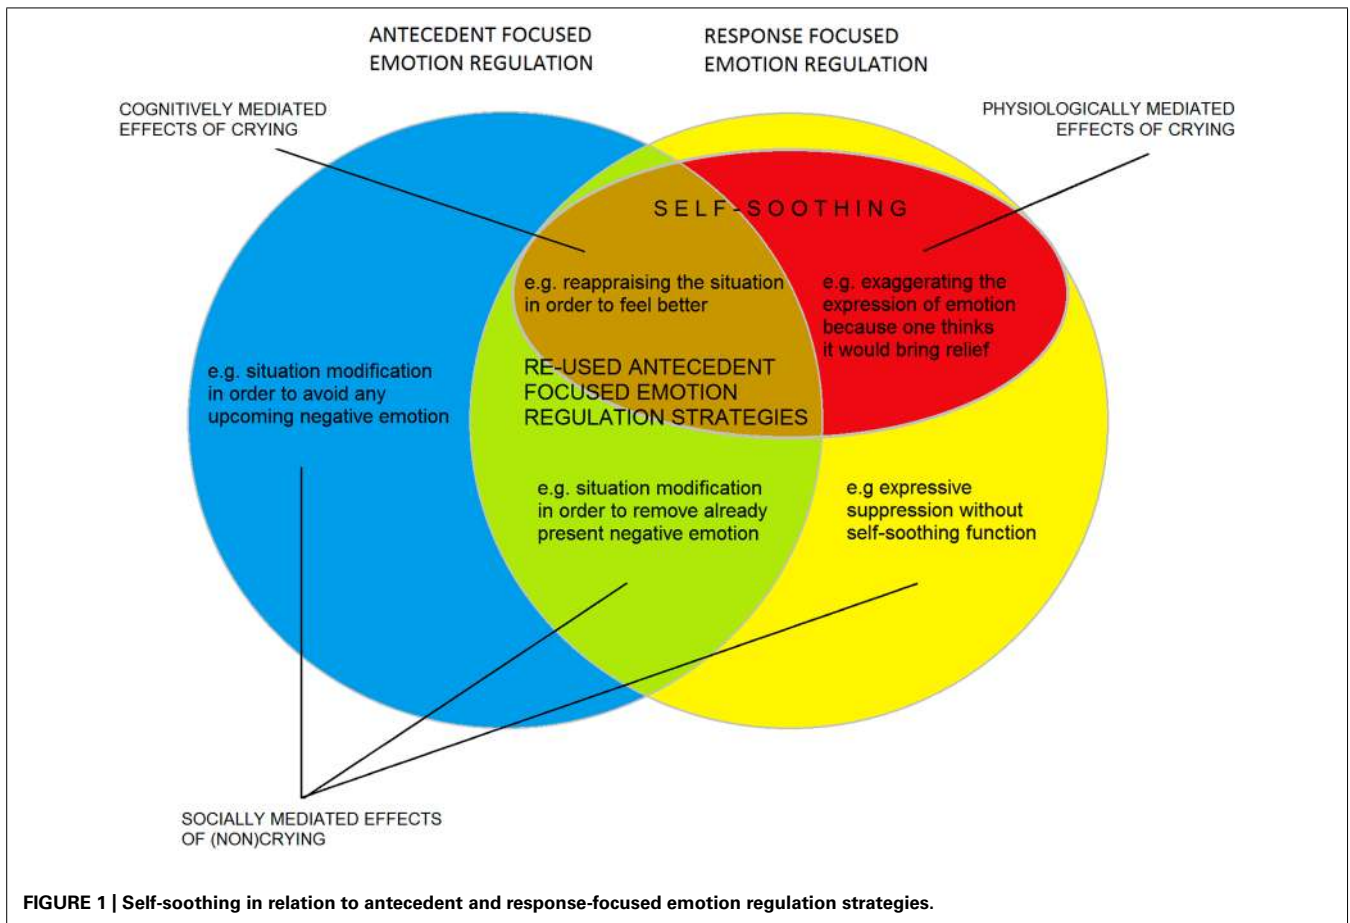 ANTECEDENT FOCUSED
EMOTION REGULATION
RESPONSE FOCUSED
EMOTION REGULATION
COGNITIVELY MEDIATED
EFFECTS OF CRYING
PHYSIOLOGICALLY MEDIATED
EFFECTS OF CRYING
SELF-SOOTHING
e.g. reappraising the situation
in order to feel better
e.g. exaggerating the
expression of emotion
because one thinks
it would bring relief
e.g. situation modification
in order to avoid any
upcoming negative emotion
RE-USED ANTECEDENT
FOCUSED EMOTION
REGULATION STRATEGIES
e.g. situation modification
in order to remove already
present negative emotion
e.g expressive
suppression without
self-soothing function
SOCIALLY MEDIATED EFFECTS
OF (NON)CRYING
FIGURE 1 | Self-soothing in relation to antecedent and response-focused emotion regulation strategies.